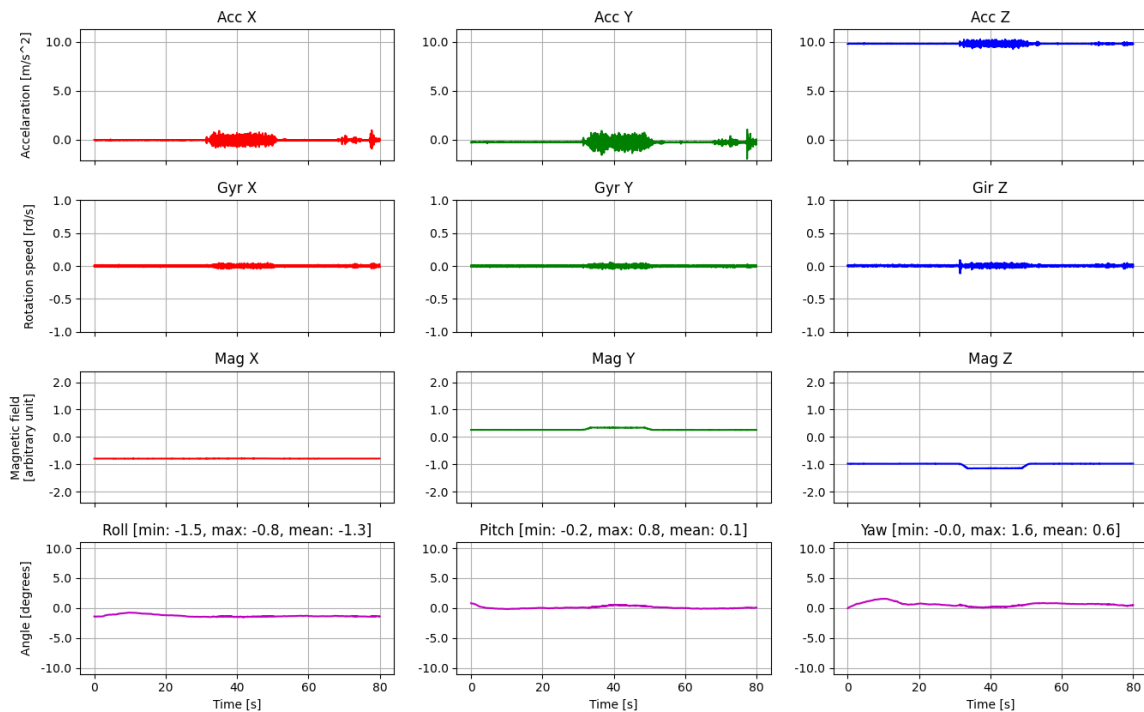 Acc X
Acc Y
Acc Z
Accelaration [m/s^2]
10.0
5.0
0.0
10.0
5.0
0.0
10.0
5.0
0.0
0
20
40
60
80
Gyr X
Gyr Y
Gir Z
Rotation speed [rd/s]
1.0
0.5
0.0
-0.5
-1.0
1.0
0.5
0.0
-0.5
-1.0
1.0
0.5
0.0
-0.5
-1.0
Mag X
Mag Y
Mag Z
Magnetic field
[arbitrary unit]
2.0
1.0
0.0
-1.0
-2.0
2.0
1.0
0.0
-1.0
-2.0
2.0
1.0
0.0
-1.0
-2.0
Roll [min: -1.5, max: -0.8, mean: -1.3]
Pitch [min: -0.2, max: 0.8, mean: 0.1]
Yaw [min: -0.0, max: 1.6, mean: 0.6]
Angle [degrees]
10.0
5.0
0.0
-5.0
-10.0
10.0
5.0
0.0
-5.0
-10.0
10.0
5.0
0.0
-5.0
-10.0
0 20 40 60 80
0 20 40 60 80
0 20 40 60 80
Time [s]
Time [s]
Time [s]